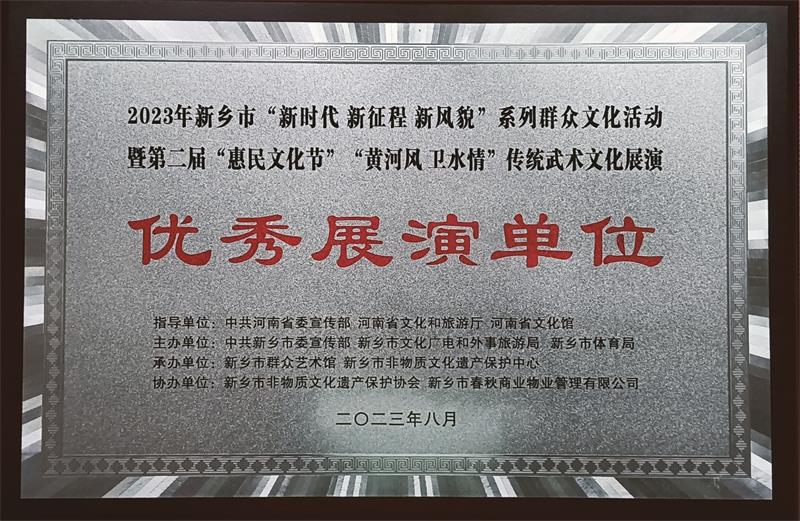 2023年新乡市“新时代 新征程 新风貌”系列群众文化活动
暨第二届“惠民文化节”“黄河风 卫水情”传统武术文化展演
优秀展演单位
指导单位：中共河南省委宣传部 河南省文化和旅游厅 河南省文化馆
主办单位：中共新乡市委宣传部 新乡市文化广电和外事旅游局 新乡市体育局
承办单位：新乡市群众艺术馆 新乡市非物质文化遗产保护中心
协办单位：新乡市非物质文化遗产保护协会 新乡市春秋商业物业管理有限公司
二〇二三年八月